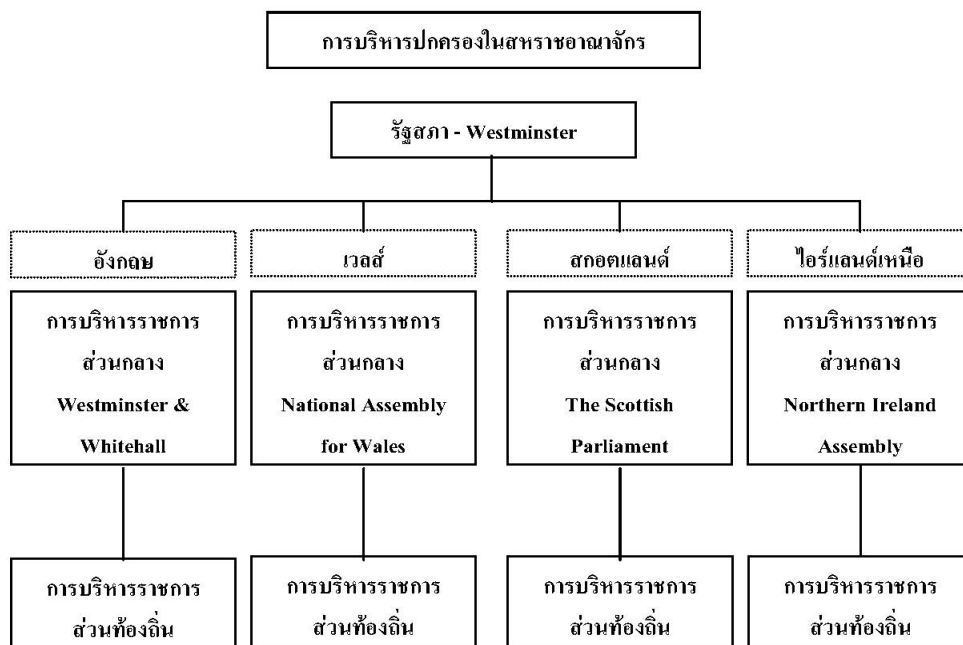 การบริหารปกครองในสหราชอาณาจักร
รัฐสภา - Westminster
อังกฤษ
เวลส์
สกอตแลนด์
ไอร์แลนด์เหนือ
การบริหารราชการ
ส่วนกลาง
Westminster &
Whitehall
การบริหารราชการ
ส่วนกลาง
National Assembly
for Wales
การบริหารราชการ
ส่วนกลาง
The Scottish
Parliament
การบริหารราชการ
ส่วนกลาง
Northern Ireland
Assembly
การบริหารราชการ
ส่วนท้องถิ่น
การบริหารราชการ
ส่วนท้องถิ่น
การบริหารราชการ
ส่วนท้องถิ่น
การบริหารราชการ
ส่วนท้องถิ่น